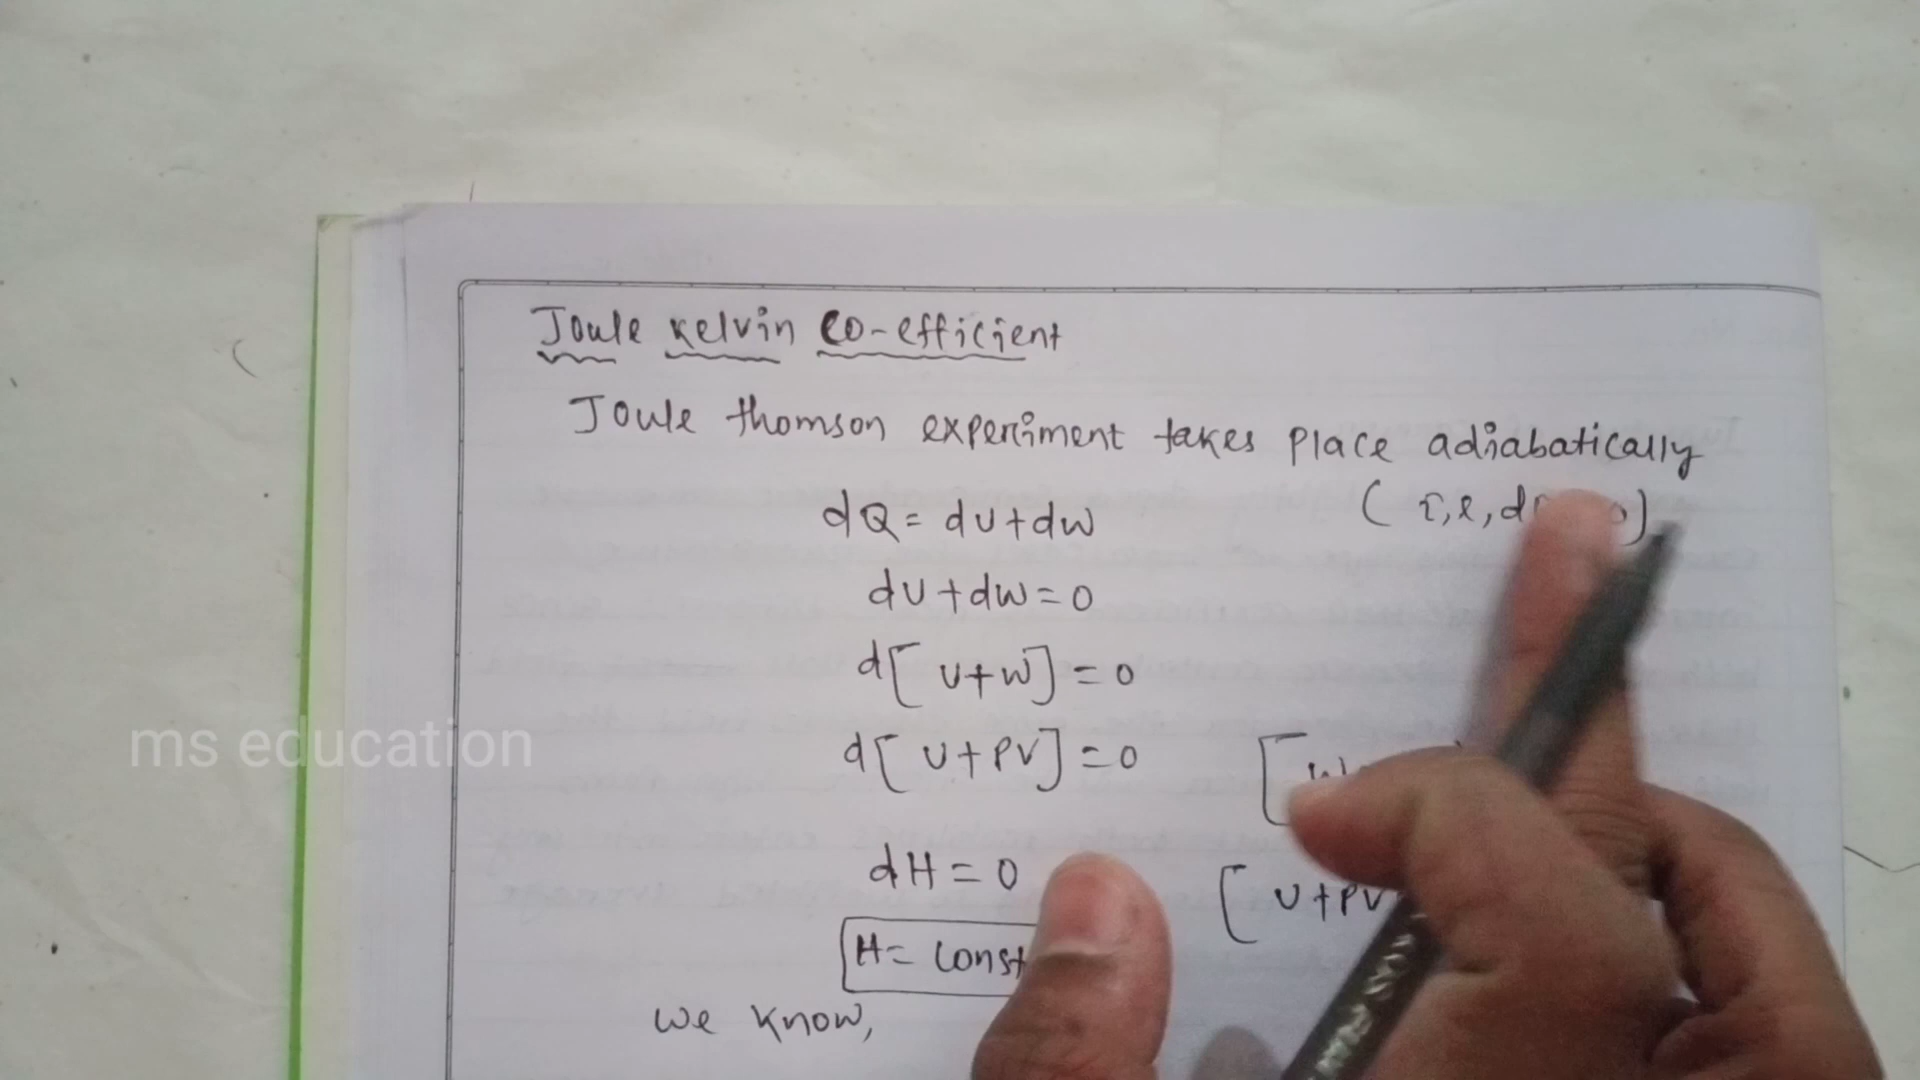 Joule Kelvin Co-efficient
Joule thomson experiment takes place adiabatically
dQ = dU+dW
(i,e,
dU+dW=0
d[U+W]=0
ms education
d[U+PV]=0
dH=0
[U+PV
H= Const
We know,